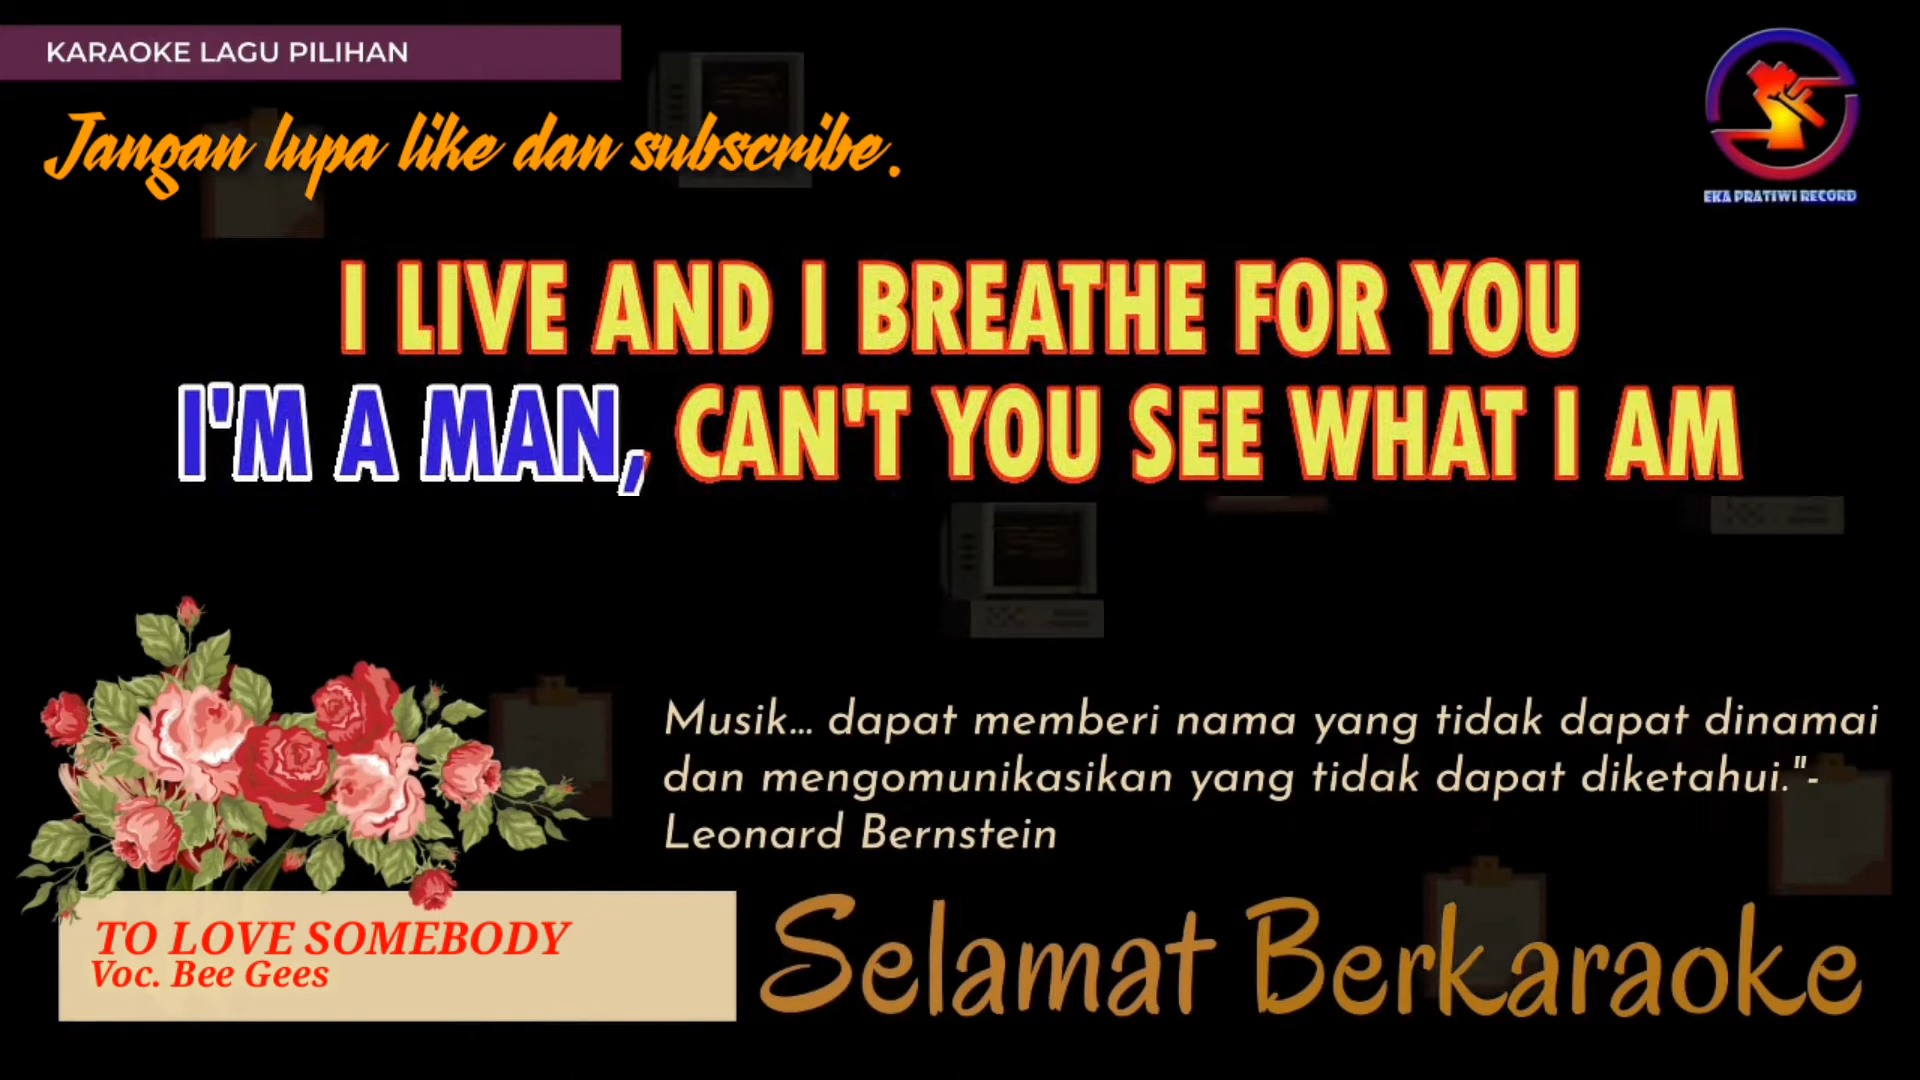 KARAOKE LAGU PILIHAN
Jangan lupa like dan subscribe.
EKA PRATIWI RECORD
I LIVE AND I BREATHE FOR YOU
I'M A MAN, CAN'T YOU SEE WHAT I AM
Musik... dapat memberi nama yang tidak dapat dinamai
dan mengomunikasikan yang tidak dapat diketahui."-
Leonard Bernstein
TO LOVE SOMEBODY
Voc. Bee Gees
Selamat Berkaraoke